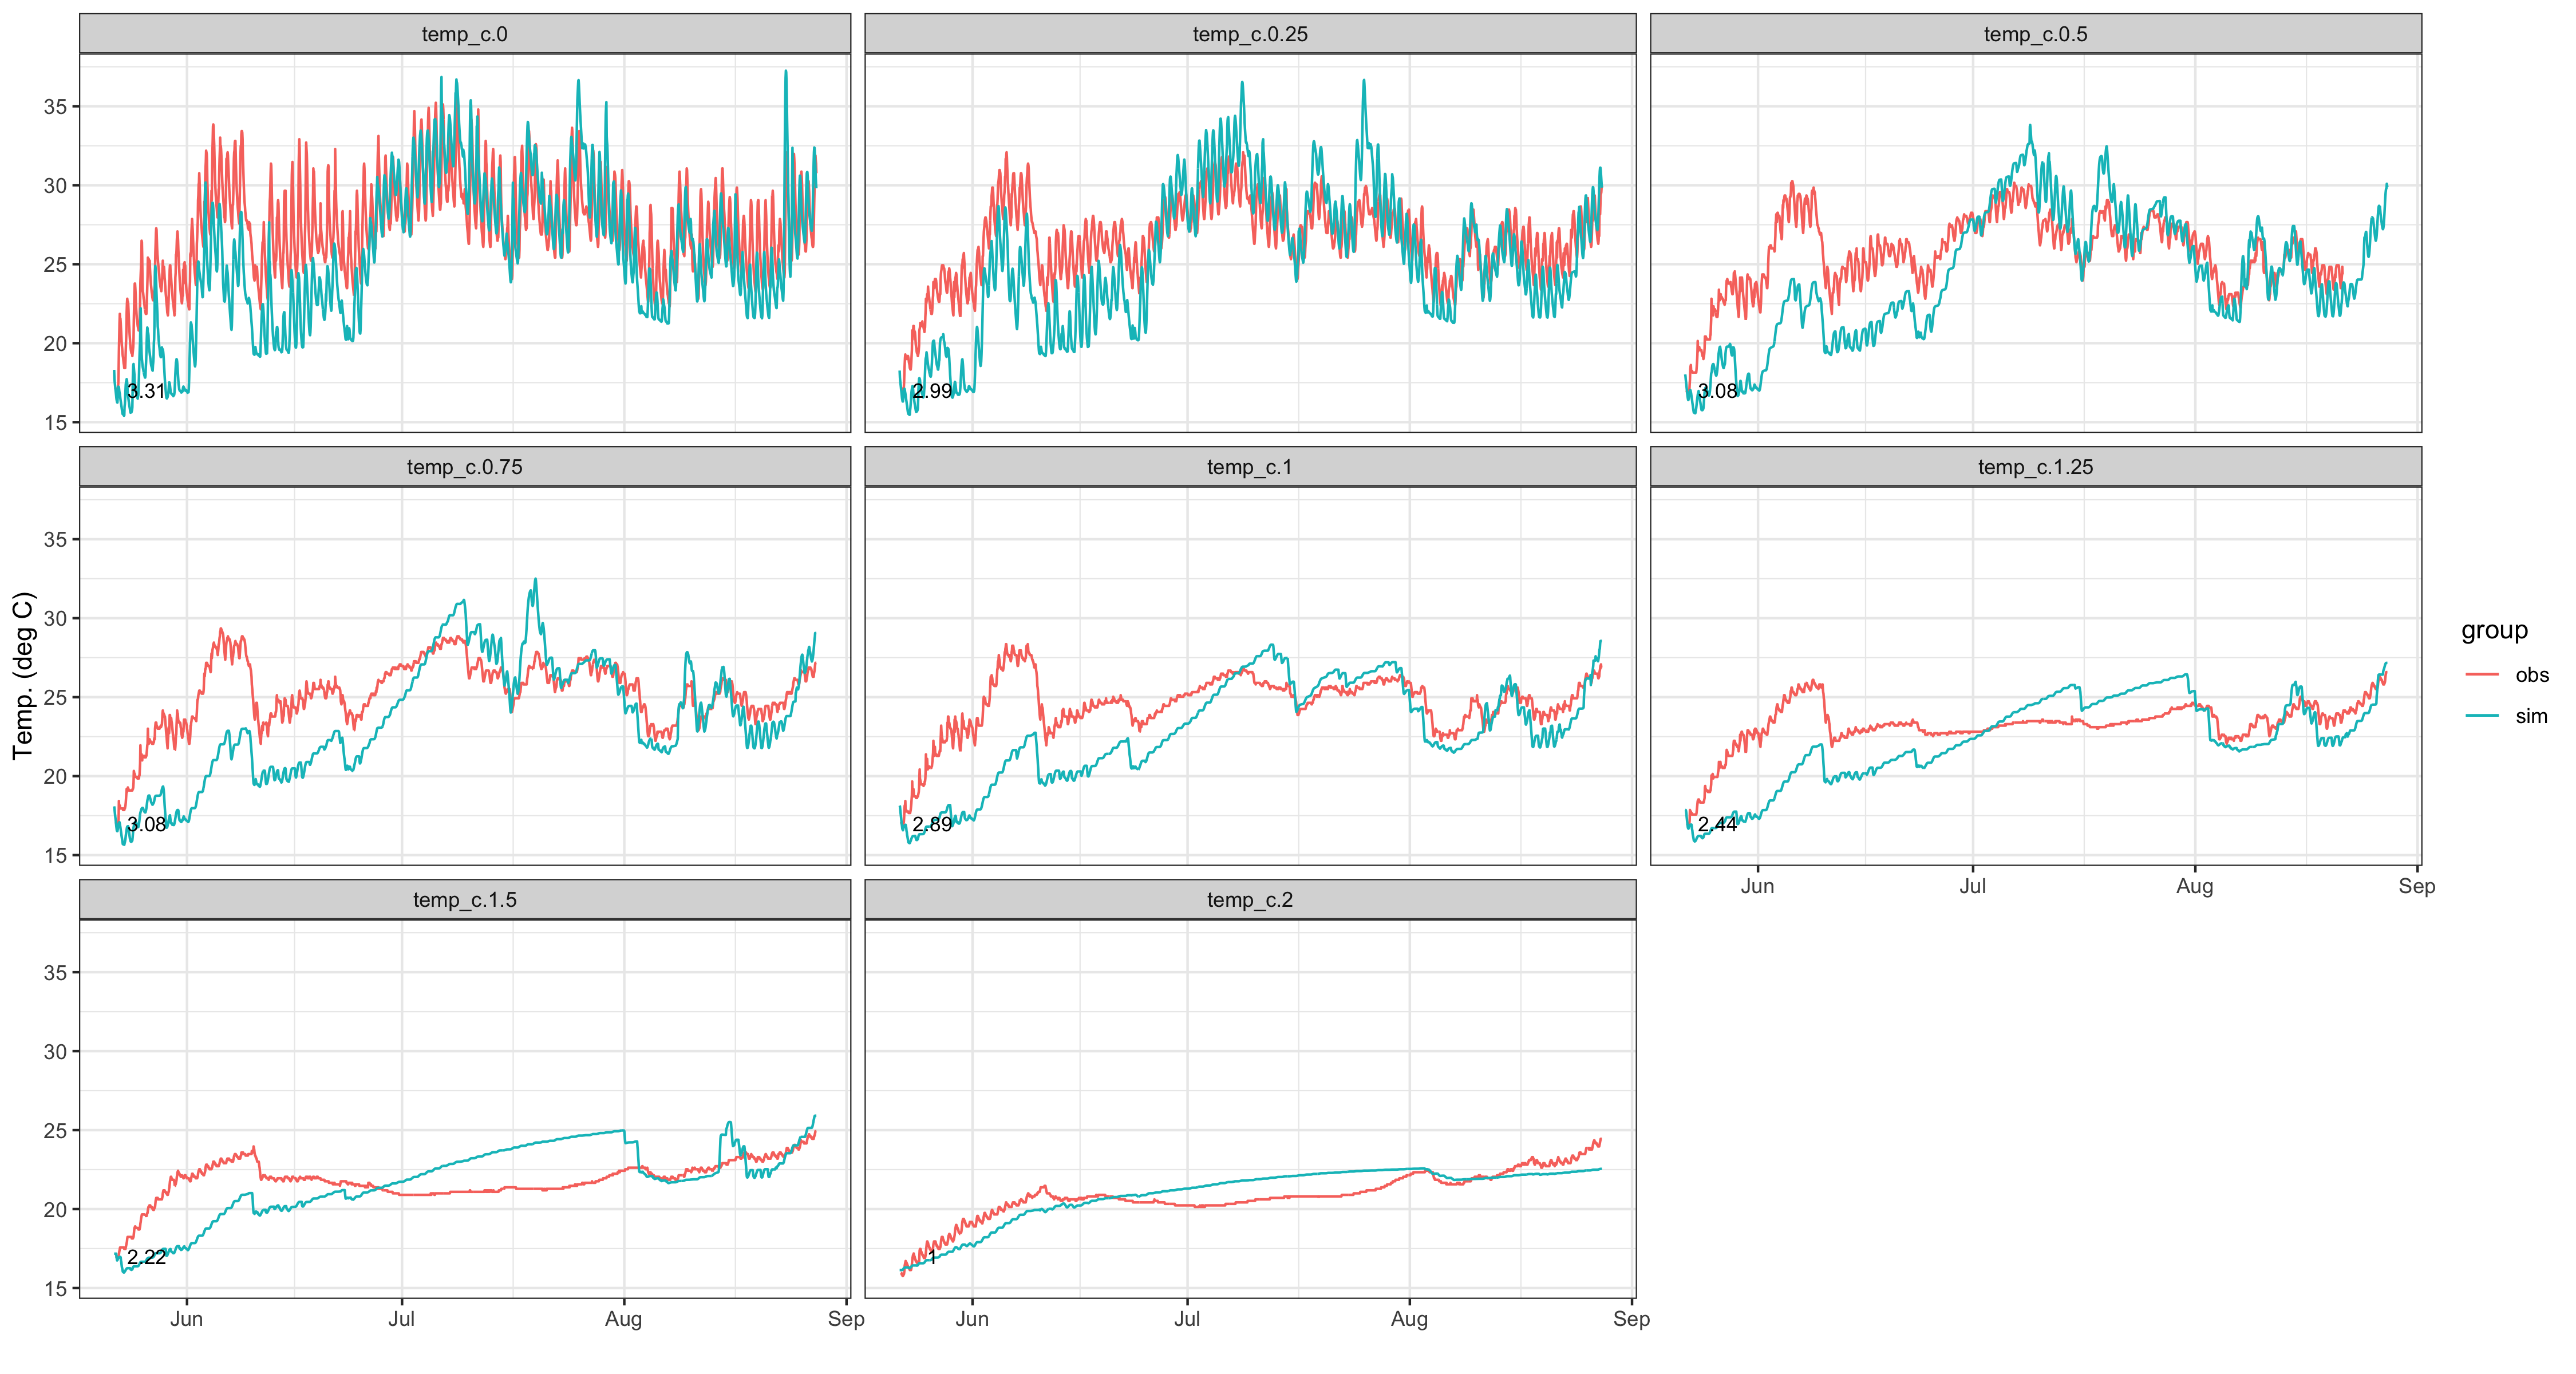 temp_c.0
temp_c.0.25
temp_c.0.5
35
30
25
20
15
3.31
2.99
3.08
temp_c.0.75
temp_c.1
temp_c.1.25
Temp. (deg C)
35
30
25
20
15
3.08
2.89
2.44
group
obs
sim
Jun
Jul
Aug
Sep
temp_c.1.5
temp_c.2
35
30
25
20
15
2.22
1
Jun
Jul
Aug
Sep
Jun
Jul
Aug
Sep